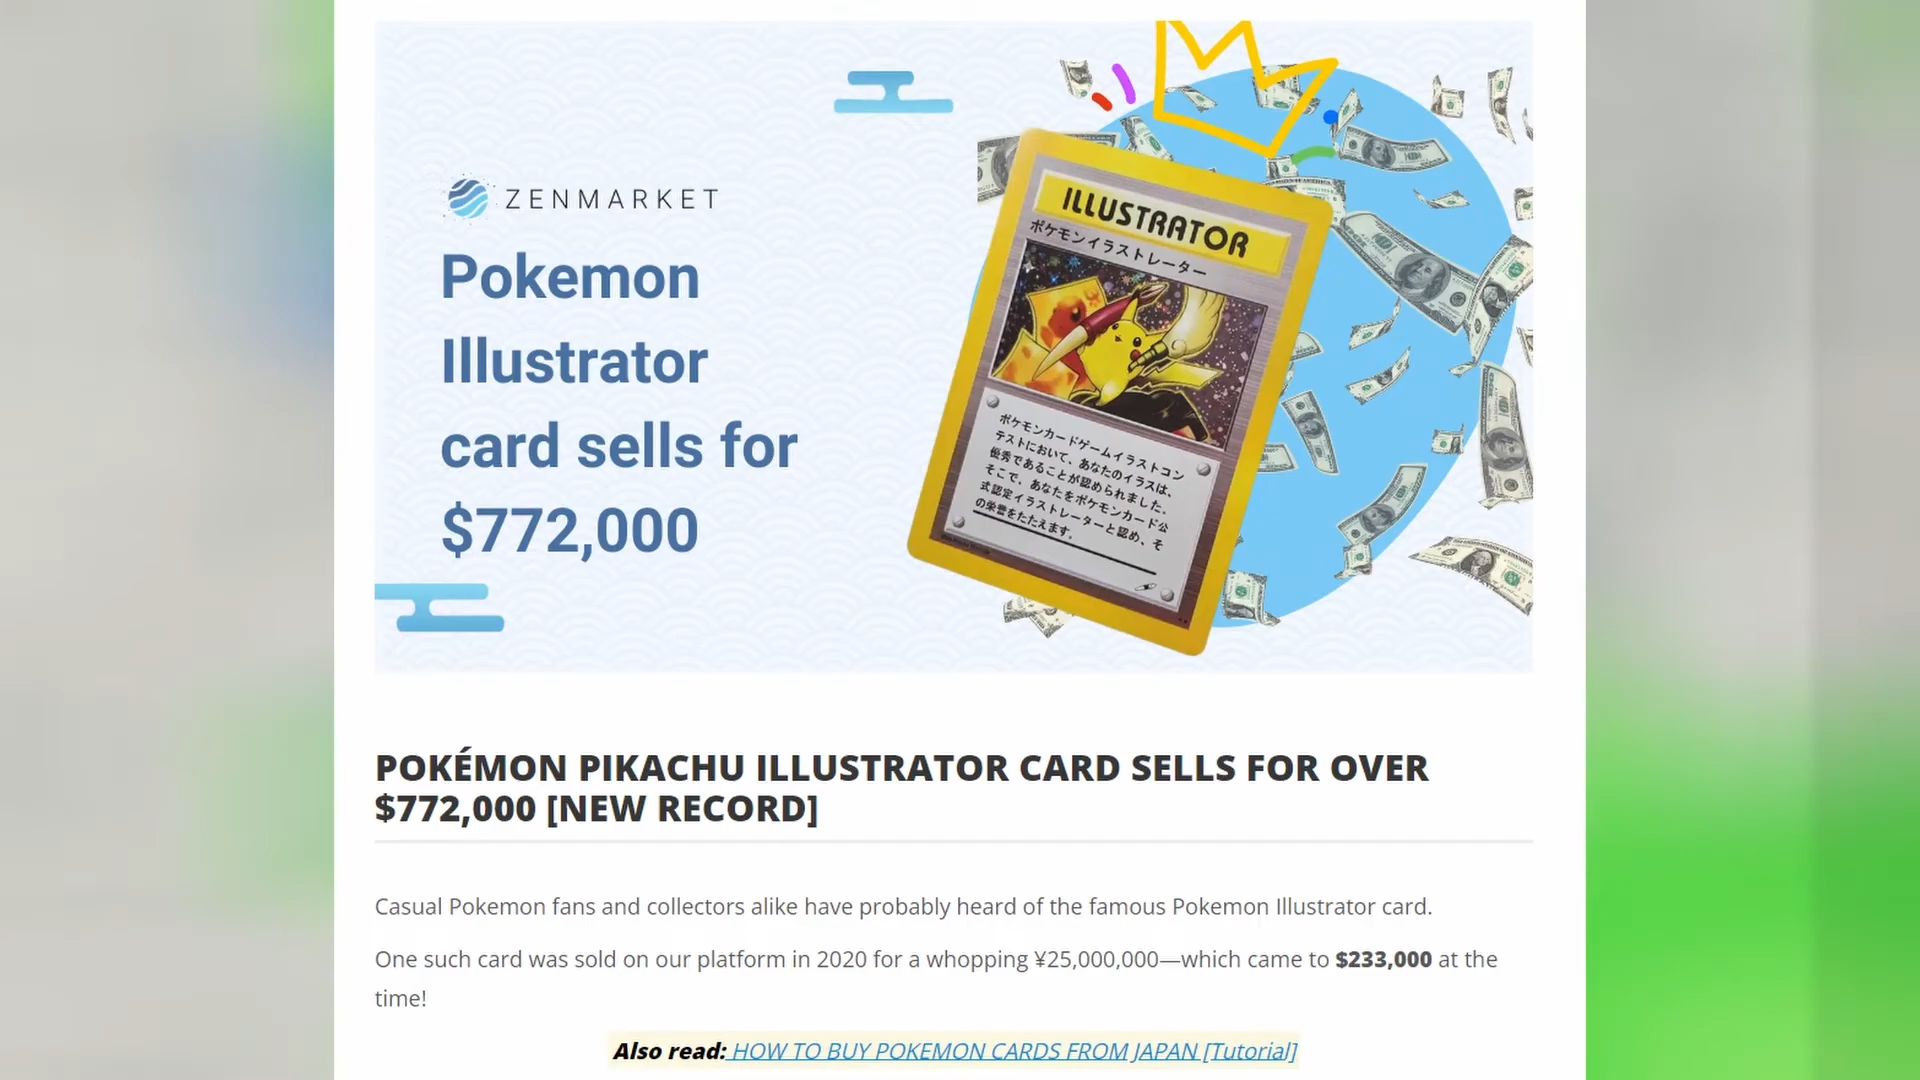 ZENMARKET
Pokemon
Illustrator
card sells for
$772,000
ILLUSTRATOR
ポケモンイラストレーター
ポケモンカードゲームイラストコン
テストにおいて、あなたのイラスは、
優秀であることが認められました。
そこで、あなたをポケモンカード公
式認定イラストレーターと認め、そ
の栄誉をたたえます。
POKÉMON PIKACHU ILLUSTRATOR CARD SELLS FOR OVER
$772,000 [NEW RECORD]
Casual Pokemon fans and collectors alike have probably heard of the famous Pokemon Illustrator card.
One such card was sold on our platform in 2020 for a whopping ¥25,000,000—which came to $233,000 at the
time!
Also read: HOW TO BUY POKEMON CARDS FROM JAPAN [Tutorial]